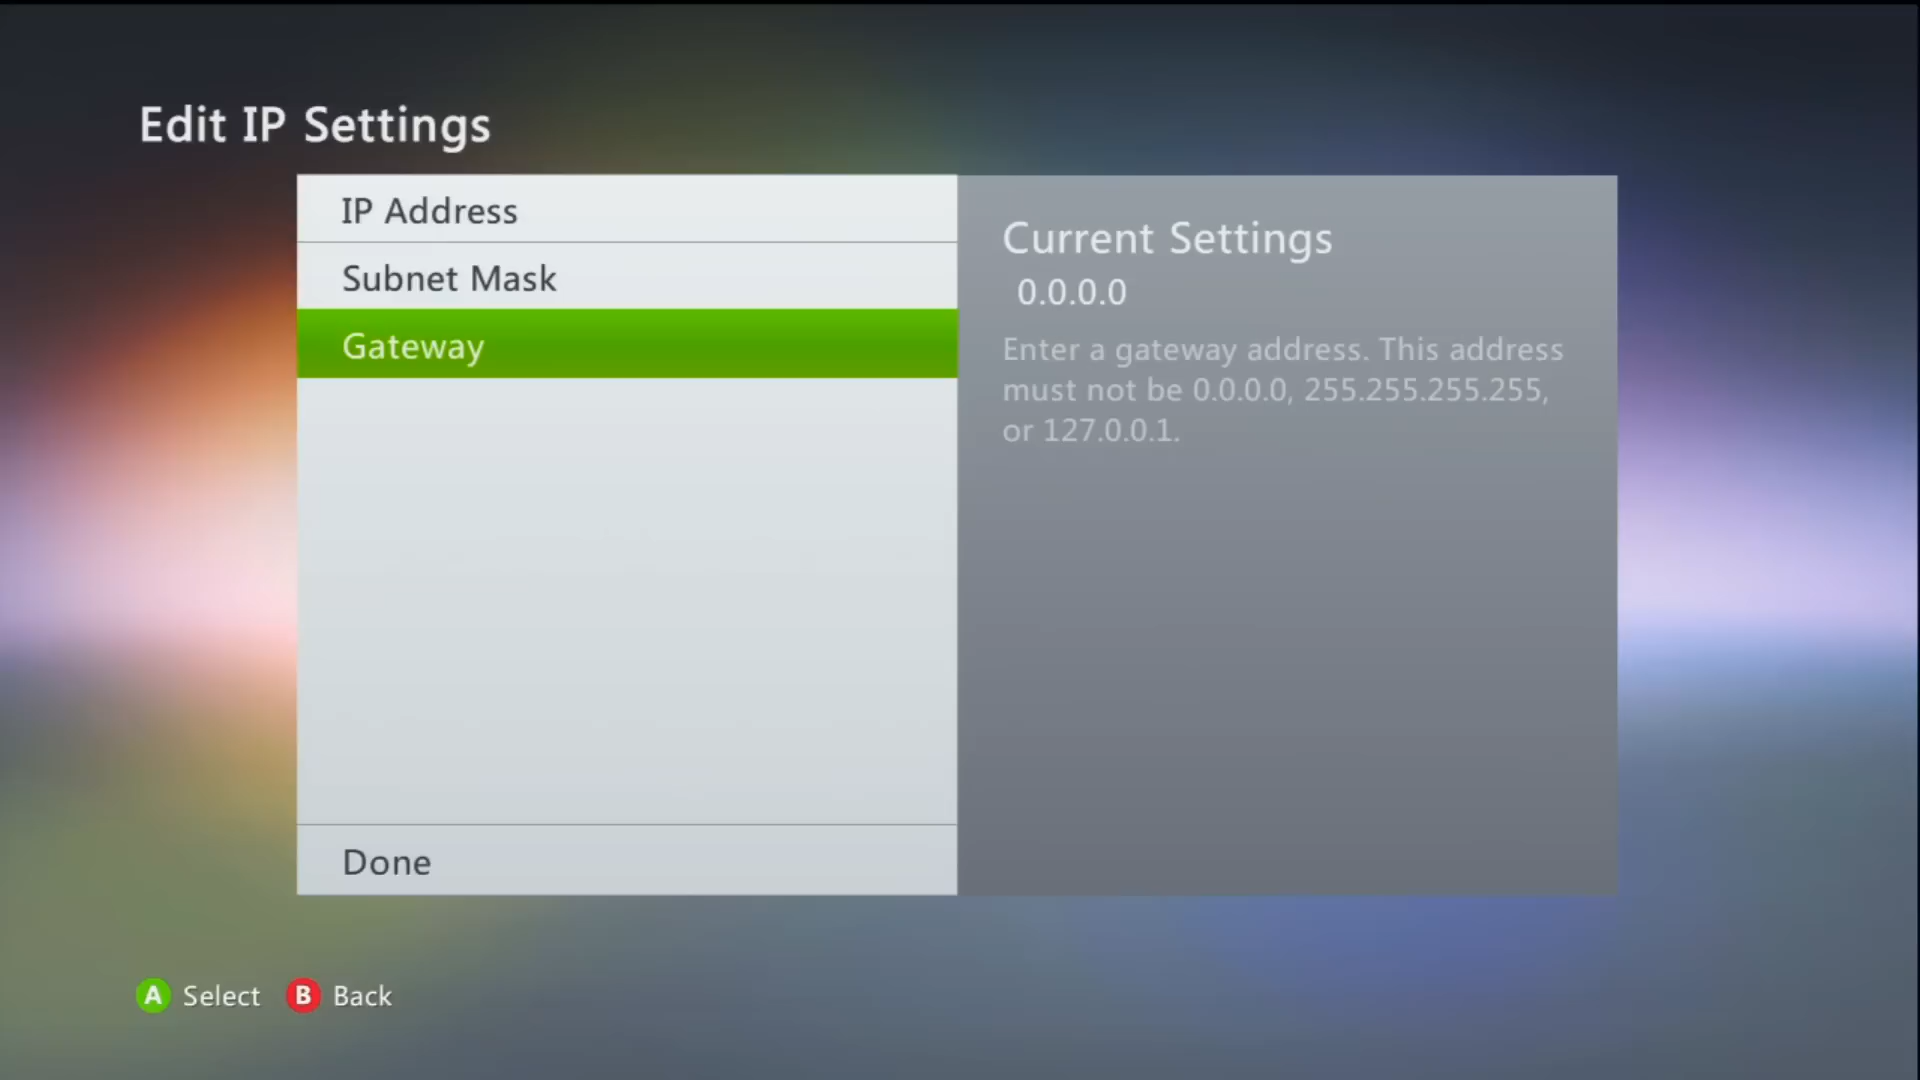 Edit IP Settings
IP Address
Subnet Mask
Gateway
Done
Current Settings
0.0.0.0
Enter a gateway address. This address
must not be 0.0.0.0, 255.255.255.255,
or 127.0.0.1.
A Select B Back